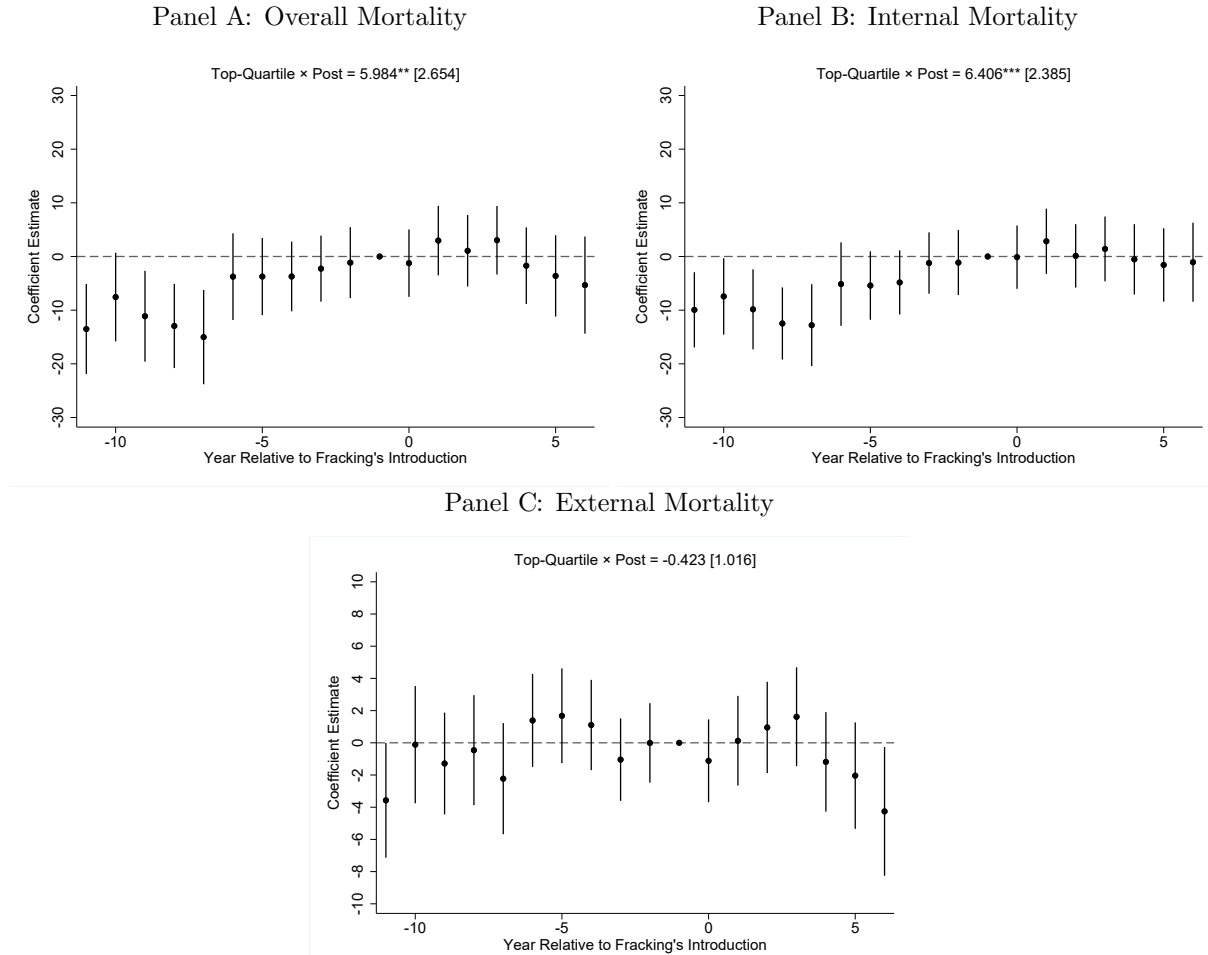 Panel A: Overall Mortality
Top-Quartile × Post = 5.984** [2.654]
Coefficient Estimate
30
20
10
0
-10
-20
-30
-10 -5 0 5
Year Relative to Fracking's Introduction
Panel B: Internal Mortality
Top-Quartile × Post = 6.406*** [2.385]
Coefficient Estimate
30
20
10
0
-10
-20
-30
-10 -5 0 5
Year Relative to Fracking's Introduction
Panel C: External Mortality
Top-Quartile × Post = -0.423 [1.016]
Coefficient Estimate
10
8
6
4
2
0
-2
-4
-6
-8
-10
-10 -5 0 5
Year Relative to Fracking's Introduction